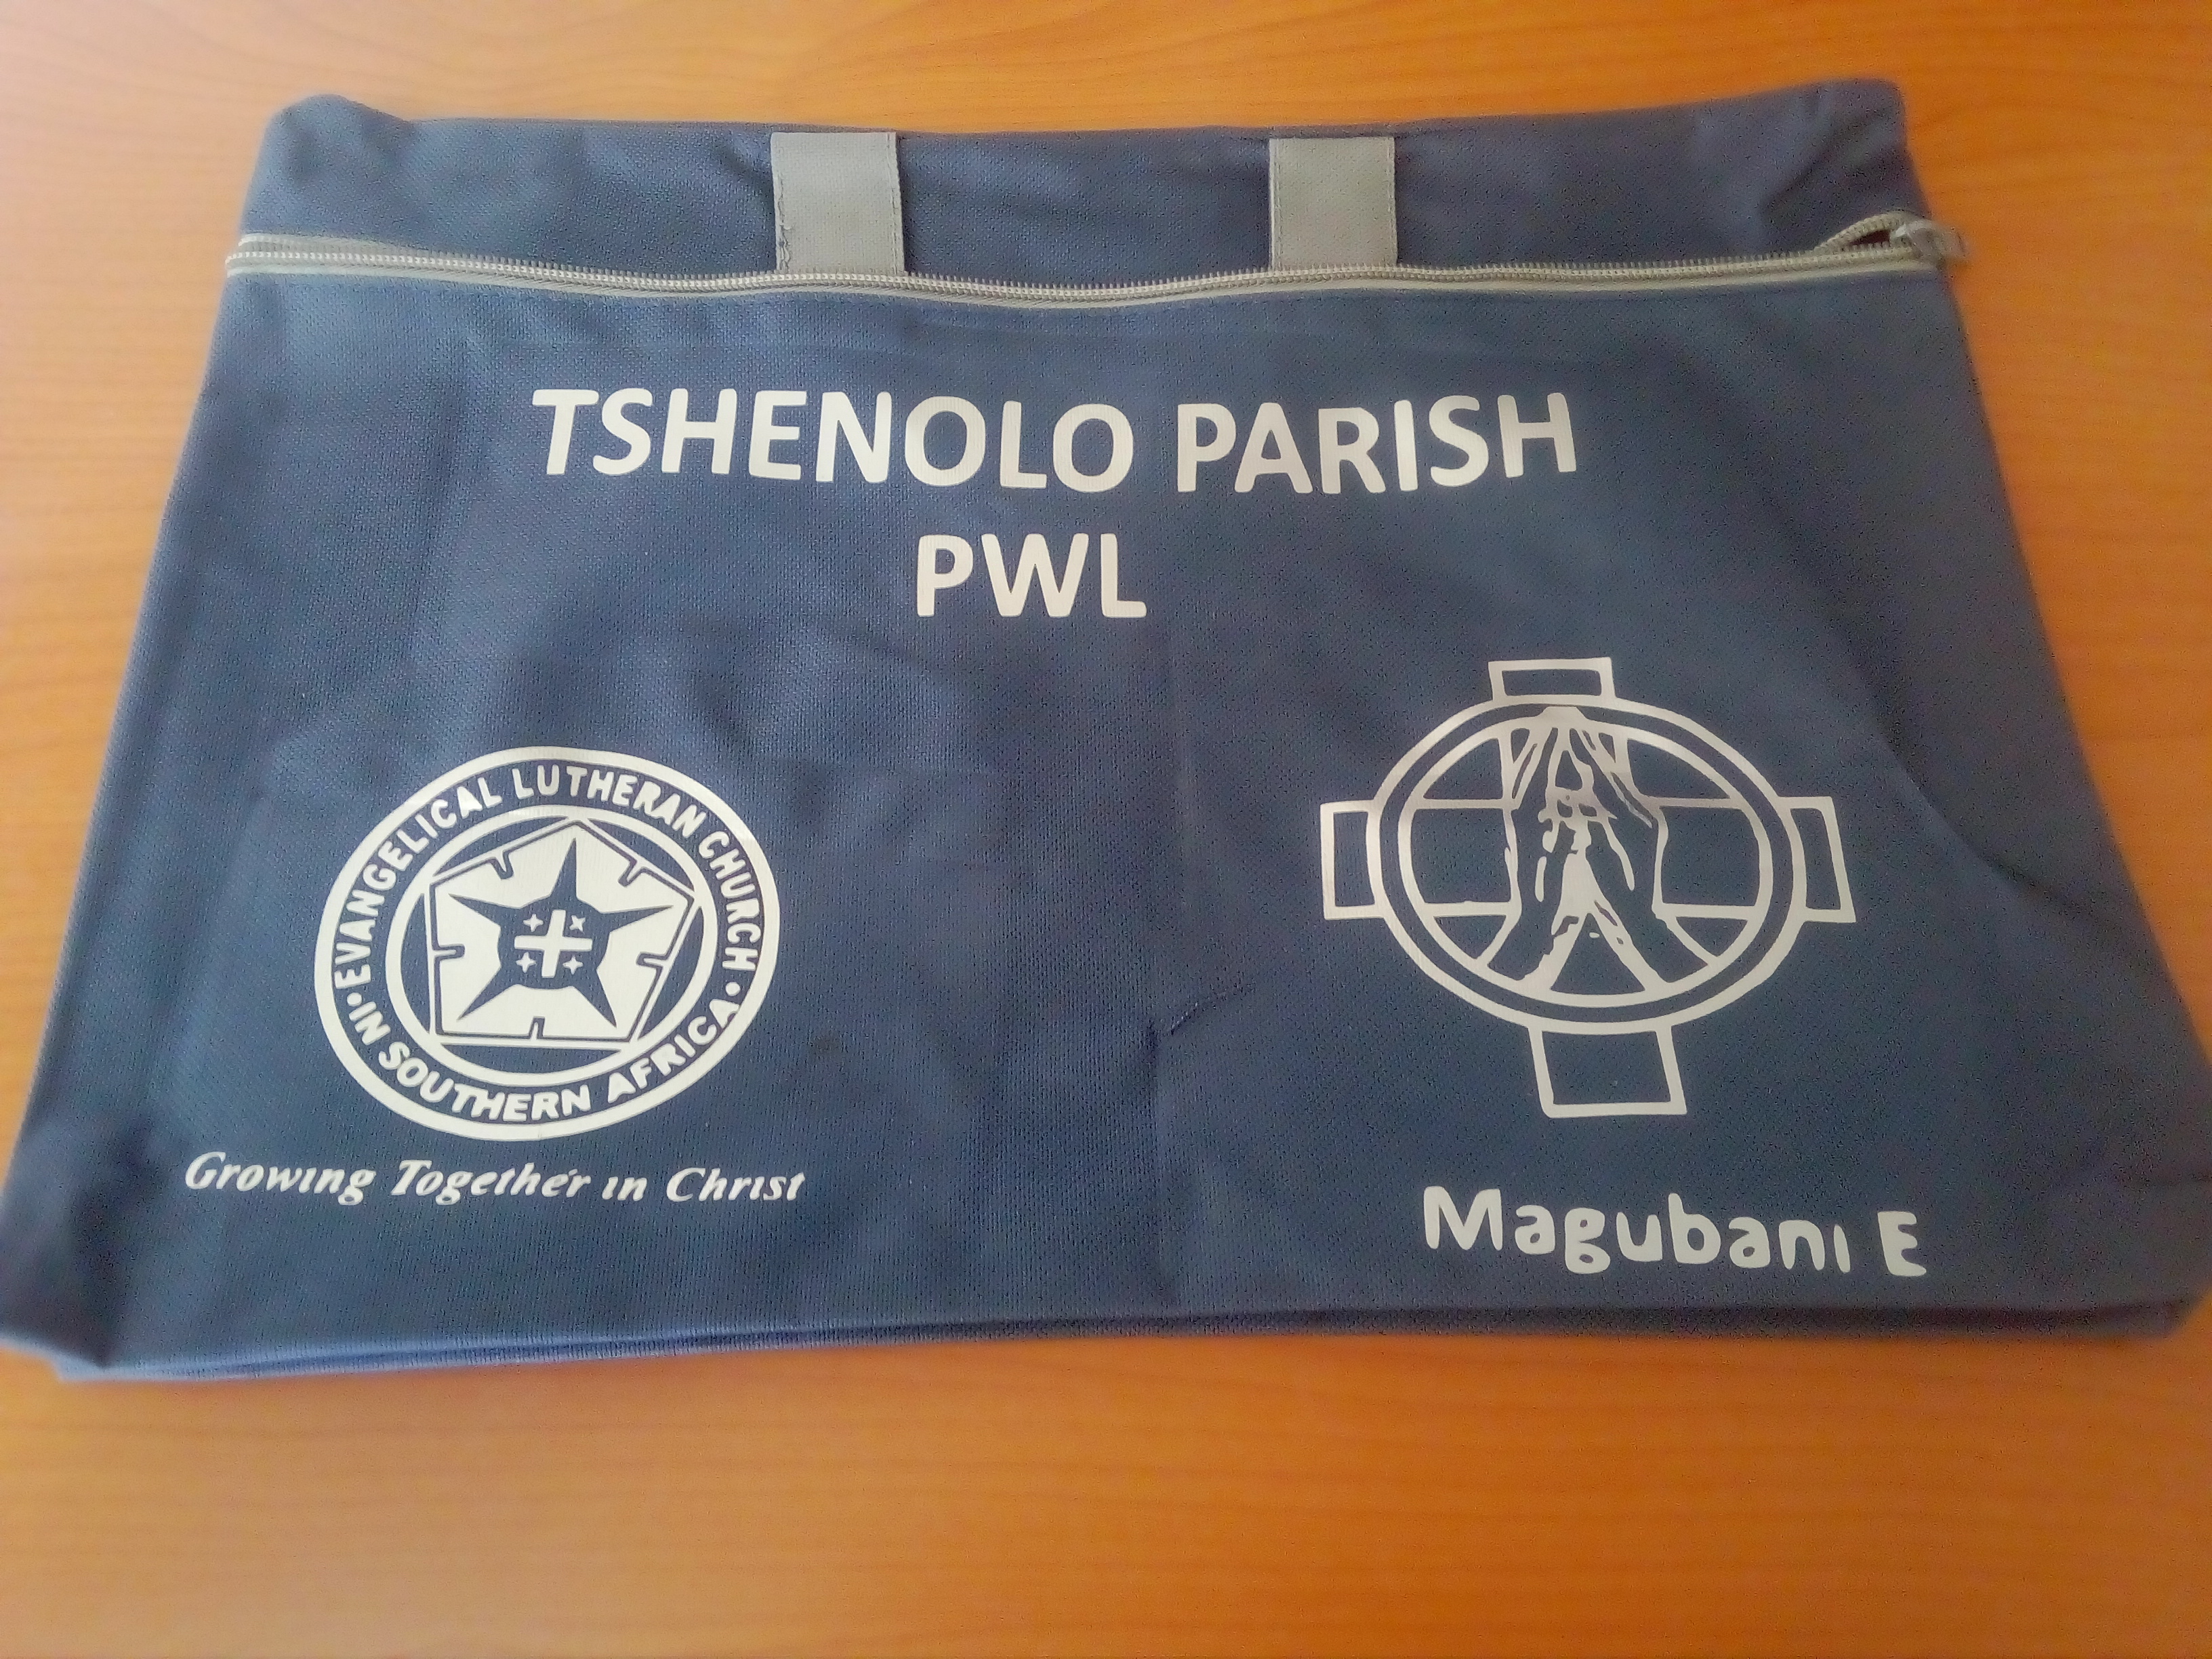 TSHENOLO PARISH
PWL
• EVANGELICAL LUTHERAN CHURCH •
IN SOUTHERN AFRICA
Growing Together in Christ
Magubani E